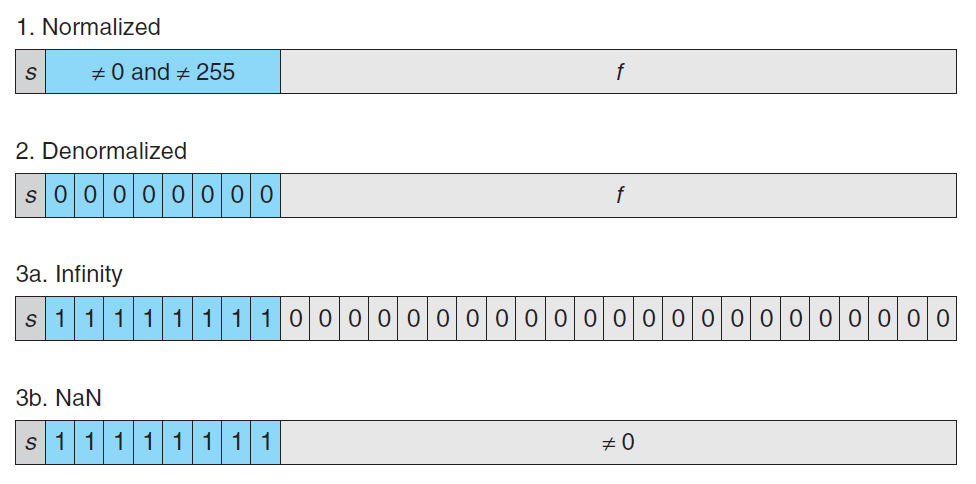 1. Normalized
s ≠ 0 and ≠ 255 f
2. Denormalized
s 0 0 0 0 0 0 0 0 f
3a. Infinity
s 1 1 1 1 1 1 1 1 0 0 0 0 0 0 0 0 0 0 0 0 0 0 0 0 0 0 0 0 0 0 0
3b. NaN
s 1 1 1 1 1 1 1 1 ≠ 0